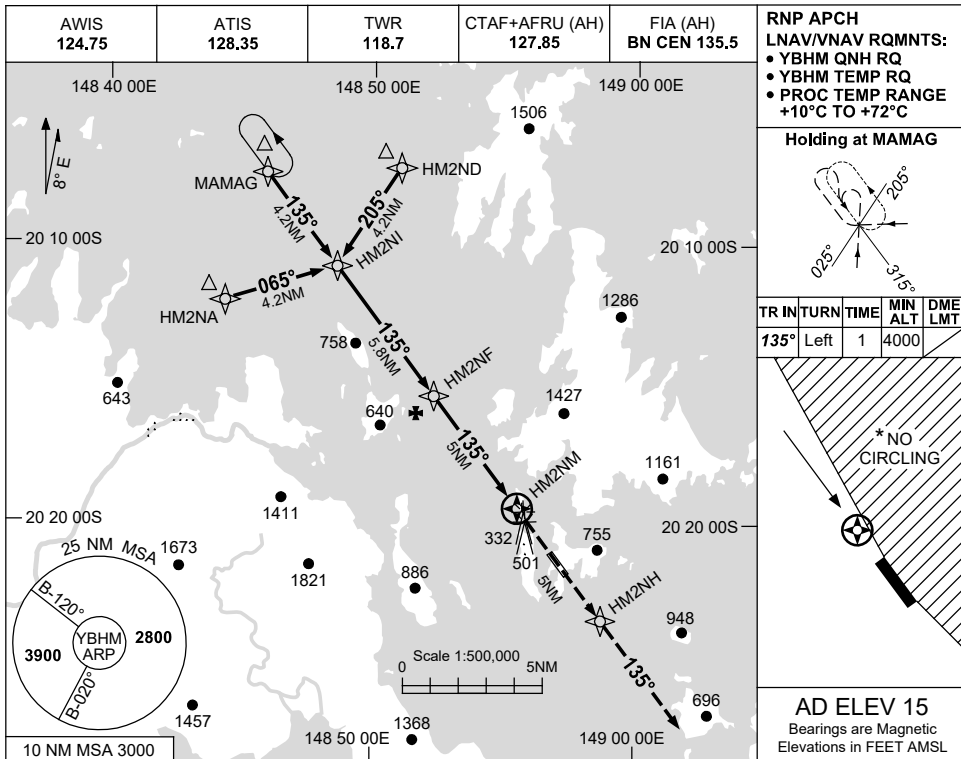 AWIS
124.75
ATIS
128.35
TWR
118.7
CTAF+AFRU (AH)
127.85
FIA (AH)
BN CEN 135.5
RNP APCH
LNAV/VNAV RQMNTS:
• YBHM QNH RQ
• YBHM TEMP RQ
• PROC TEMP RANGE
+10°C TO +72°C
148 40 00E
148 50 00E
149 00 00E
8° E
1506
MAMAG
HM2ND
135°
4.2NM
205°
4.2NM
HM2NI
20 10 00S
20 10 00S
065°
4.2NM
HM2NA
1286
758
135°
5.8NM
HM2NF
643
640
1427
135°
5NM
HM2NM
1161
1411
20 20 00S
20 20 00S
332
501
755
1673
1821
886
5NM
HM2NH
948
135°
696
25 NM MSA
B-120°
YBHM
ARP
2800
3900
B-020°
1457
1368
Scale 1:500,000
0
5NM
10 NM MSA 3000
148 50 00E
149 00 00E
Holding at MAMAG
205°
025°
315°
TR IN TURN TIME MIN ALT DME LMT
135° Left 1 4000
* NO
CIRCLING
AD ELEV 15
Bearings are Magnetic
Elevations in FEET AMSL